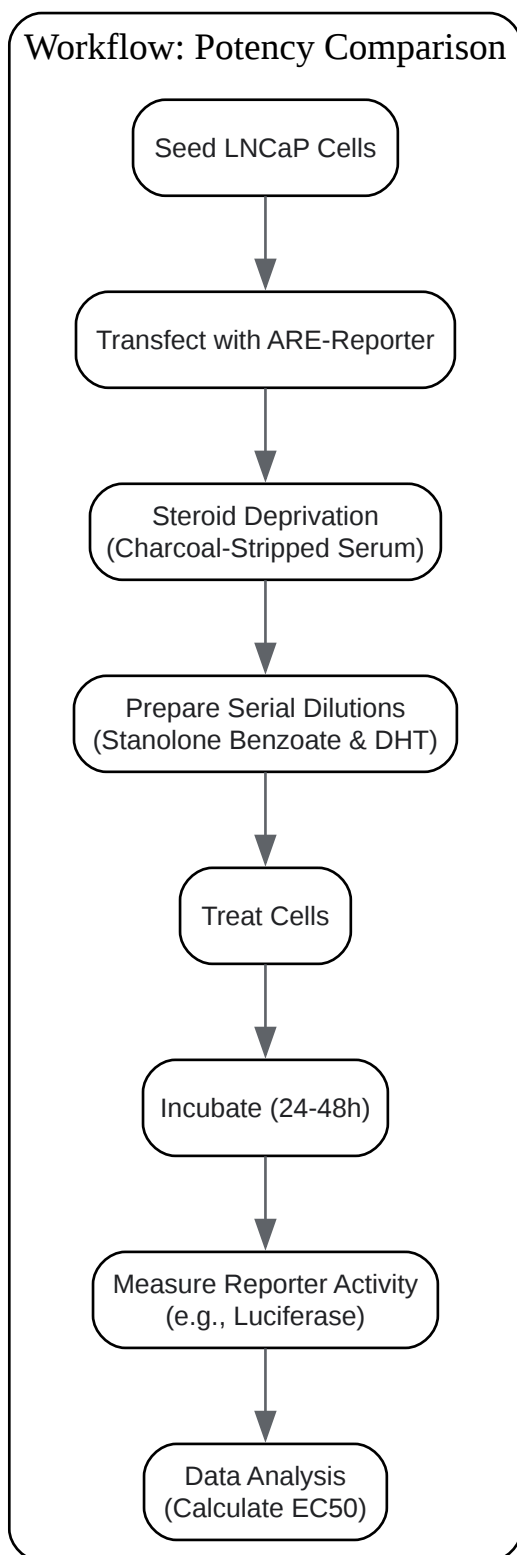 Workflow: Potency Comparison
Seed LNCaP Cells
Transfect with ARE-Reporter
Steroid Deprivation
(Charcoal-Stripped Serum)
Prepare Serial Dilutions
(Stanolone Benzoate & DHT)
Treat Cells
Incubate (24-48h)
Measure Reporter Activity
(e.g., Luciferase)
Data Analysis
(Calculate EC50)